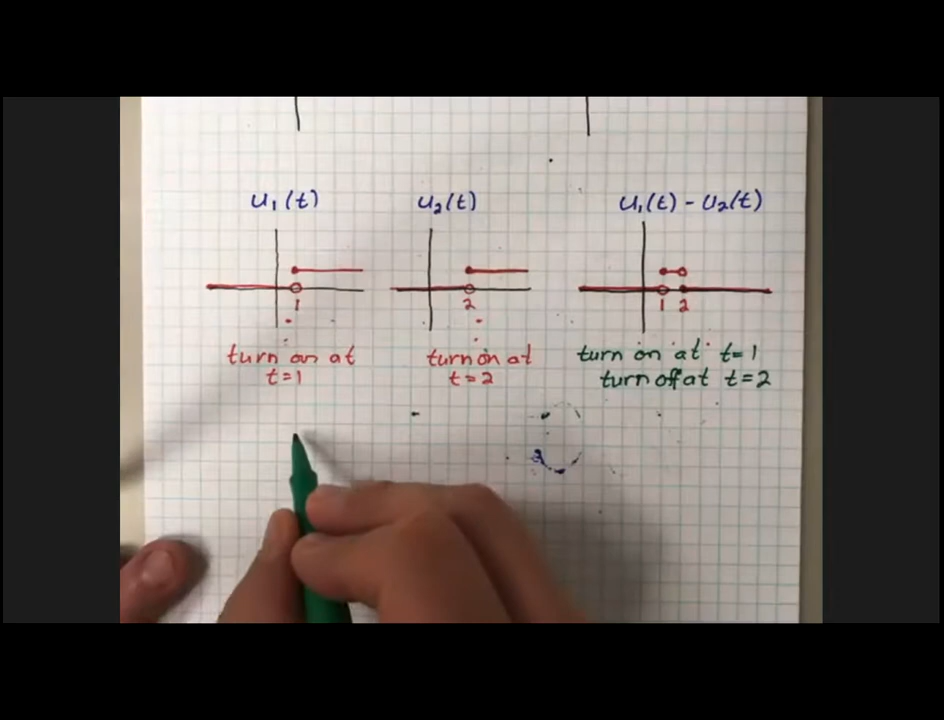 u₁(t) u₂(t) u₁(t) - u₂(t)
1 2 1 2
turn on at turn on at turn on at t=1
t=1 t=2 turn off at t=2